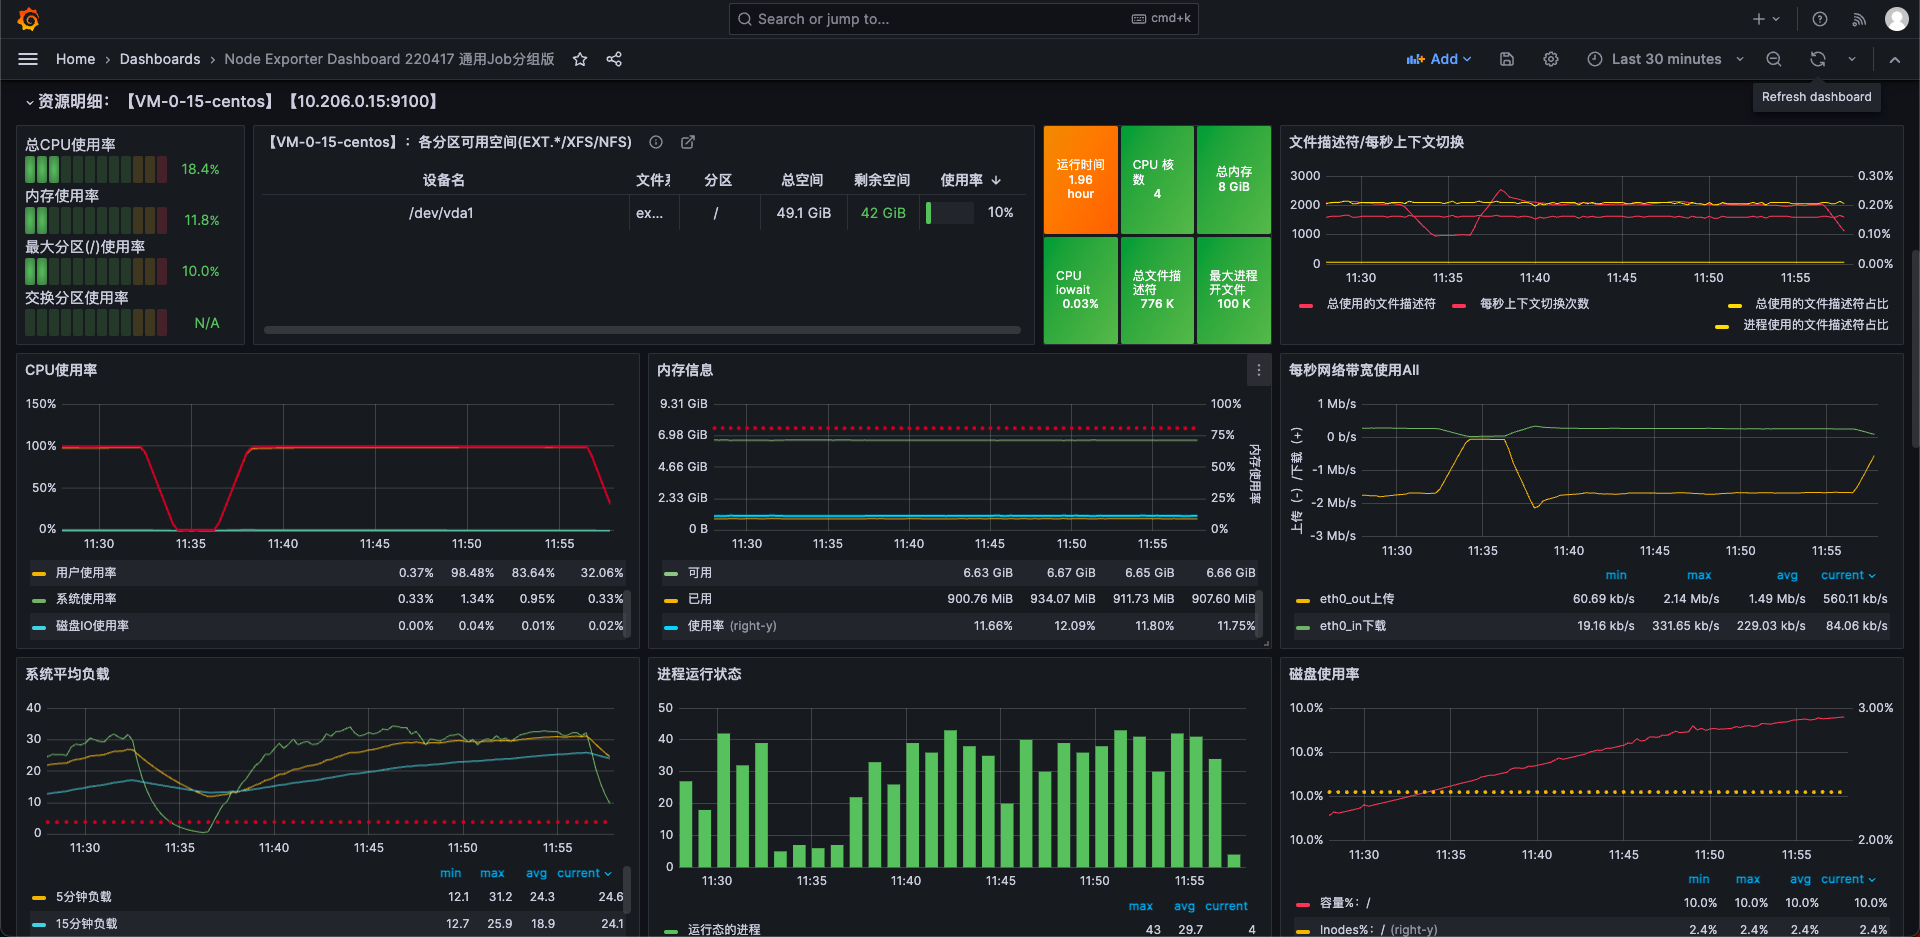 Search or jump to...
cmd+k
Home › Dashboards › Node Exporter Dashboard 220417 通用Job分组版
Add
Last 30 minutes
Refresh dashboard
资源明细：【VM-0-15-centos】【10.206.0.15:9100】
总CPU使用率
18.4%
内存使用率
11.8%
最大分区(/)使用率
10.0%
交换分区使用率
N/A
【VM-0-15-centos】：各分区可用空间(EXT.*/XFS/NFS)
设备名 文件系 分区 总空间 剩余空间 使用率
/dev/vda1 ex... / 49.1 GiB 42 GiB 10%
运行时间
1.96
hour
CPU 核
数
4
总内存
8 GiB
CPU
iowait
0.03%
总文件描
述符
776 K
最大进程
开文件
100 K
文件描述符/每秒上下文切换
3000 0.30%
2000 0.20%
1000 0.10%
0 0.00%
11:30 11:35 11:40 11:45 11:50 11:55
总使用的文件描述符 每秒上下文切换次数 总使用的文件描述符占比
进程使用的文件描述符占比
CPU使用率
150%
100%
50%
0%
11:30 11:35 11:40 11:45 11:50 11:55
用户使用率 0.37% 98.48% 83.64% 32.06%
系统使用率 0.33% 1.34% 0.95% 0.33%
磁盘IO使用率 0.00% 0.04% 0.01% 0.02%
内存信息
9.31 GiB 100%
6.98 GiB 75%
4.66 GiB 50%
2.33 GiB 25%
0 B 0%
内存使用率
11:30 11:35 11:40 11:45 11:50 11:55
可用 6.63 GiB 6.67 GiB 6.65 GiB 6.66 GiB
已用 900.76 MiB 934.07 MiB 911.73 MiB 907.60 MiB
使用率 (right-y) 11.66% 12.09% 11.80% 11.75%
每秒网络带宽使用All
上传 (-) /下载 (+)
1 Mb/s
0 b/s
-1 Mb/s
-2 Mb/s
-3 Mb/s
11:30 11:35 11:40 11:45 11:50 11:55
min max avg current
eth0_out上传 60.69 kb/s 2.14 Mb/s 1.49 Mb/s 560.11 kb/s
eth0_in下载 19.16 kb/s 331.65 kb/s 229.03 kb/s 84.06 kb/s
系统平均负载
40
30
20
10
0
11:30 11:35 11:40 11:45 11:50 11:55
min max avg current
5分钟负载 12.1 31.2 24.3 24.6
15分钟负载 12.7 25.9 18.9 24.1
进程运行状态
50
40
30
20
10
0
11:30 11:35 11:40 11:45 11:50 11:55
max avg current
运行态的进程 43 29.7 4
磁盘使用率
10.0% 3.00%
10.0%
10.0%
10.0% 2.00%
11:30 11:35 11:40 11:45 11:50 11:55
min max avg current
容量%：/ 10.0% 10.0% 10.0% 10.0%
Inodes%：/ (right-y) 2.4% 2.4% 2.4% 2.4%